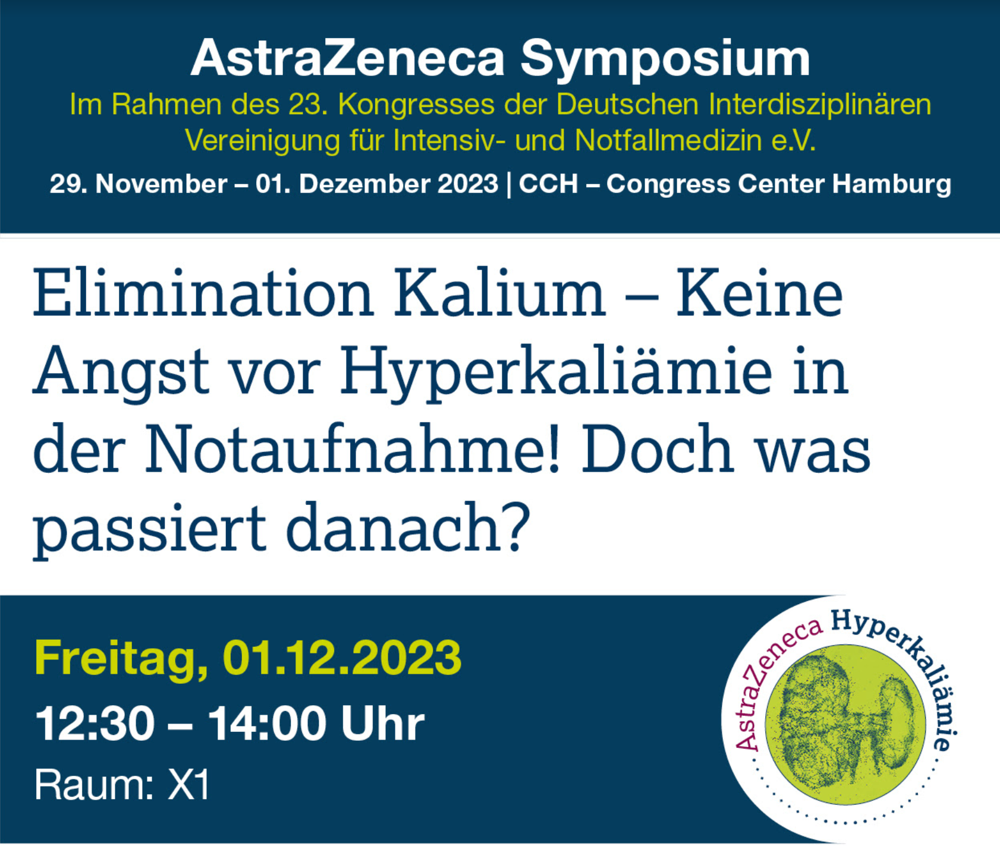 AstraZeneca Symposium
Im Rahmen des 23. Kongresses der Deutschen Interdisziplinären
Vereinigung für Intensiv- und Notfallmedizin e.V.
29. November – 01. Dezember 2023 | CCH – Congress Center Hamburg
Elimination Kalium – Keine
Angst vor Hyperkaliämie in
der Notaufnahme! Doch was
passiert danach?
Freitag, 01.12.2023
12:30 – 14:00 Uhr
Raum: X1
AstraZeneca Hyperkaliämie